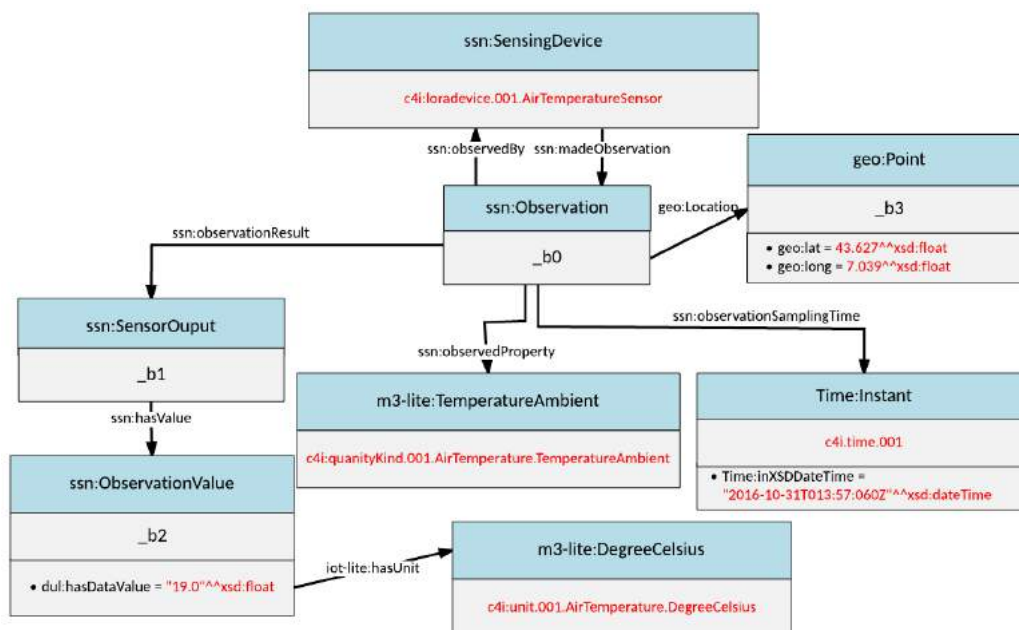 ssn:SensingDevice
c4i:loradevice.001.AirTemperatureSensor
ssn:observedBy
ssn:madeObservation
geo:Point
_b3
• geo:lat = 43.627^^xsd:float
• geo:long = 7.039^^xsd:float
ssn:Observation
_b0
geo:Location
ssn:observationResult
ssn:SensorOuput
_b1
ssn:observationSamplingTime
ssn:observedProperty
m3-lite:TemperatureAmbient
c4i:quanityKind.001.AirTemperature.TemperatureAmbient
Time:Instant
c4i.time.001
• Time:inXSDDateTime =
"2016-10-31T013:57:060Z"^^xsd:dateTime
ssn:hasValue
ssn:ObservationValue
_b2
• dul:hasDataValue = "19.0"^^xsd:float
iot-lite:hasUnit
m3-lite:DegreeCelsius
c4i:unit.001.AirTemperature.DegreeCelsius